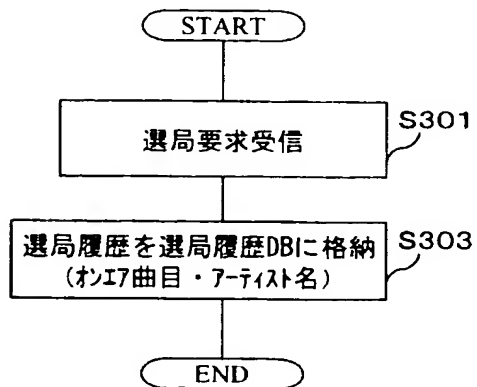 START
選局要求受信
S301
選局履歴を選局履歴DBに格納
(オンエア曲目・アーティスト名)
S303
END